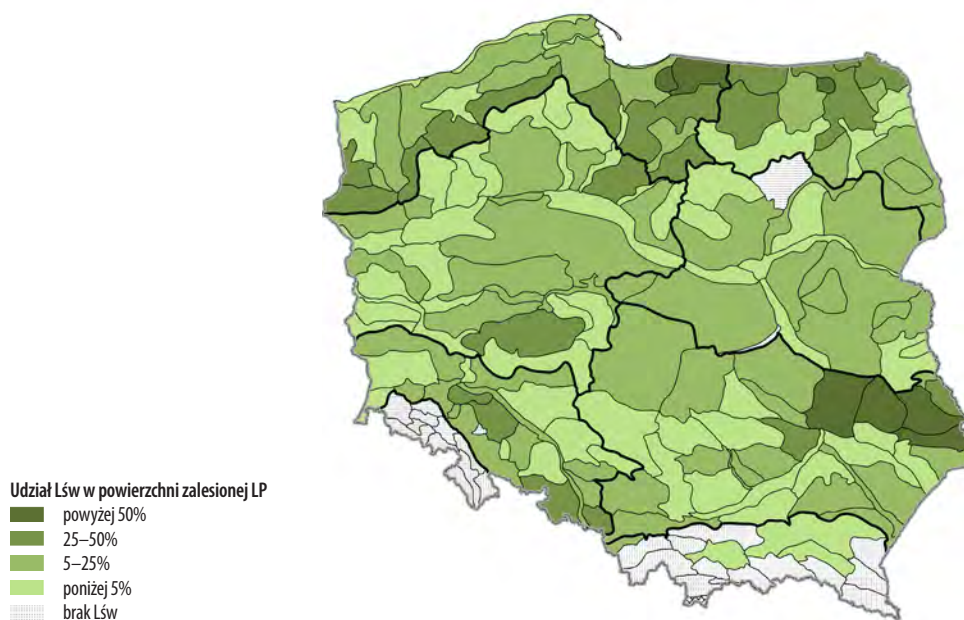 Udział Lśw w powierzchni zalesionej LP
powyżej 50%
25–50%
5–25%
poniżej 5%
brak Lśw